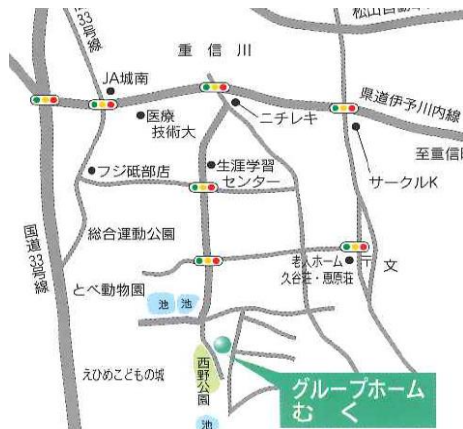 松山自動
国道33号線
重信川
JA城南
医療
技術大
ニチレキ
県道伊予川内線
至重信
サークルK
フジ砥部店
生涯学習
センター
総合運動公園
国道33号線
老人ホーム
久谷荘・恵原荘
〒
文
とべ動物園
池
池
西野公園
えひめこどもの城
グループホーム
むく
池